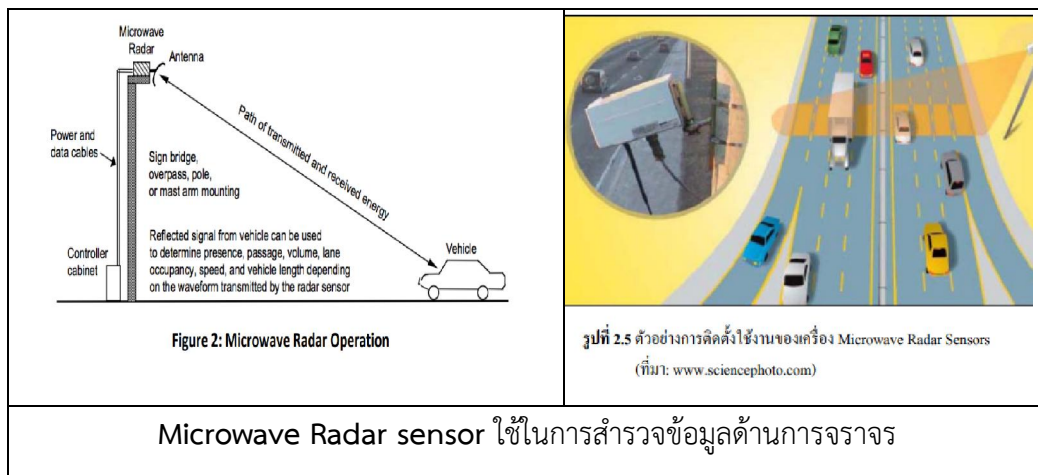 Microwave
Radar
Antenna
Path of transmitted and received energy
Power and
data cables
Sign bridge,
overpass, pole,
or mast arm mounting
Reflected signal from vehicle can be used
to determine presence, passage, volume, lane
occupancy, speed, and vehicle length depending
on the waveform transmitted by the radar sensor
Controller
cabinet
Vehicle
Figure 2: Microwave Radar Operation
รูปที่ 2.5 ตัวอย่างการติดตั้งใช้งานของเครื่อง Microwave Radar Sensors
(ที่มา: www.sciencephoto.com)
Microwave Radar sensor ใช้ในการสำรวจข้อมูลด้านการจราจร